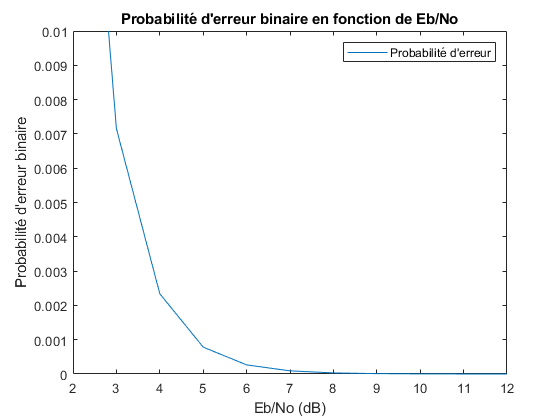 Probabilité d'erreur binaire en fonction de Eb/No
Probabilité d'erreur
Probabilité d'erreur binaire
0.01
0.009
0.008
0.007
0.006
0.005
0.004
0.003
0.002
0.001
0
2 3 4 5 6 7 8 9 10 11 12
Eb/No (dB)